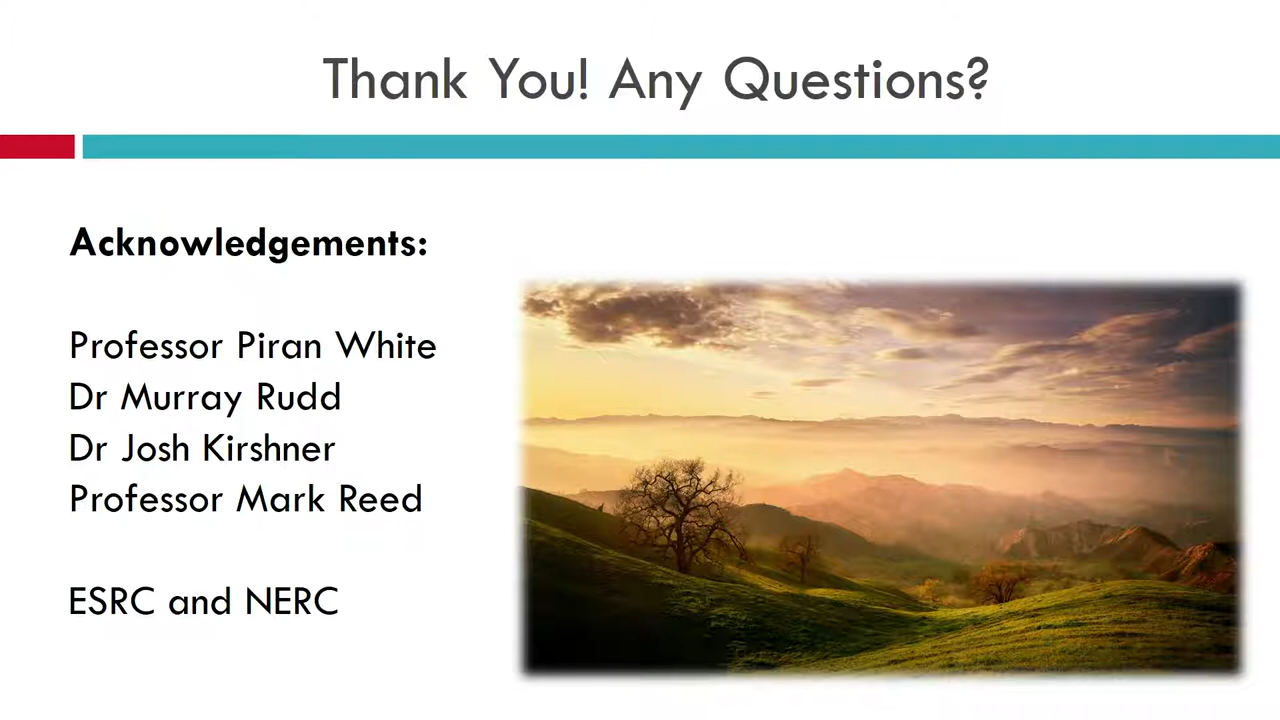 Thank You! Any Questions?
Acknowledgements:
Professor Piran White
Dr Murray Rudd
Dr Josh Kirshner
Professor Mark Reed
ESRC and NERC